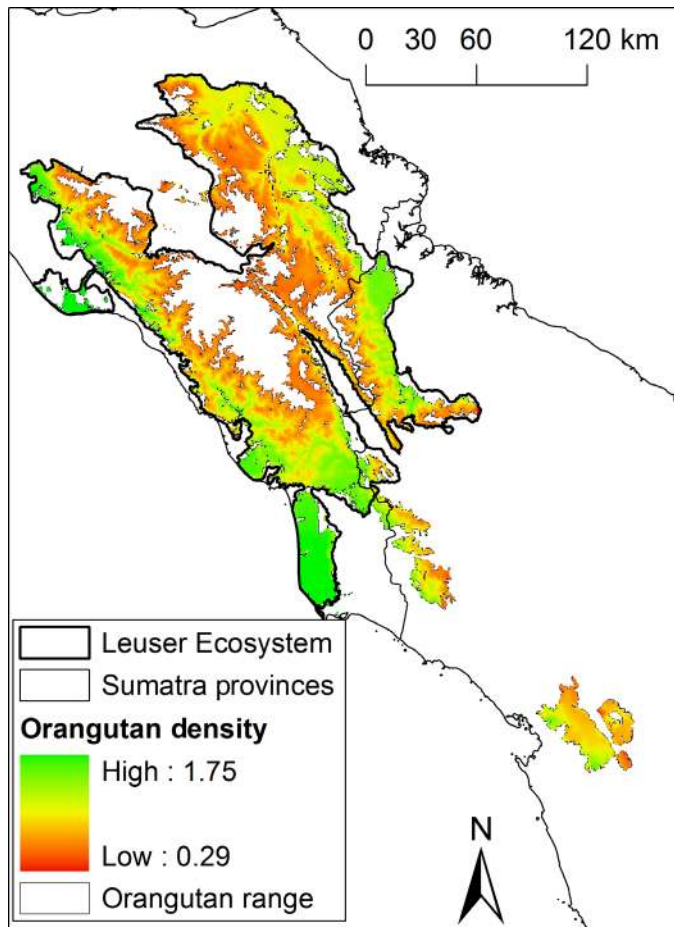 0 30 60 120 km
Leuser Ecosystem
Sumatra provinces
Orangutan density
High : 1.75
Low : 0.29
Orangutan range
N